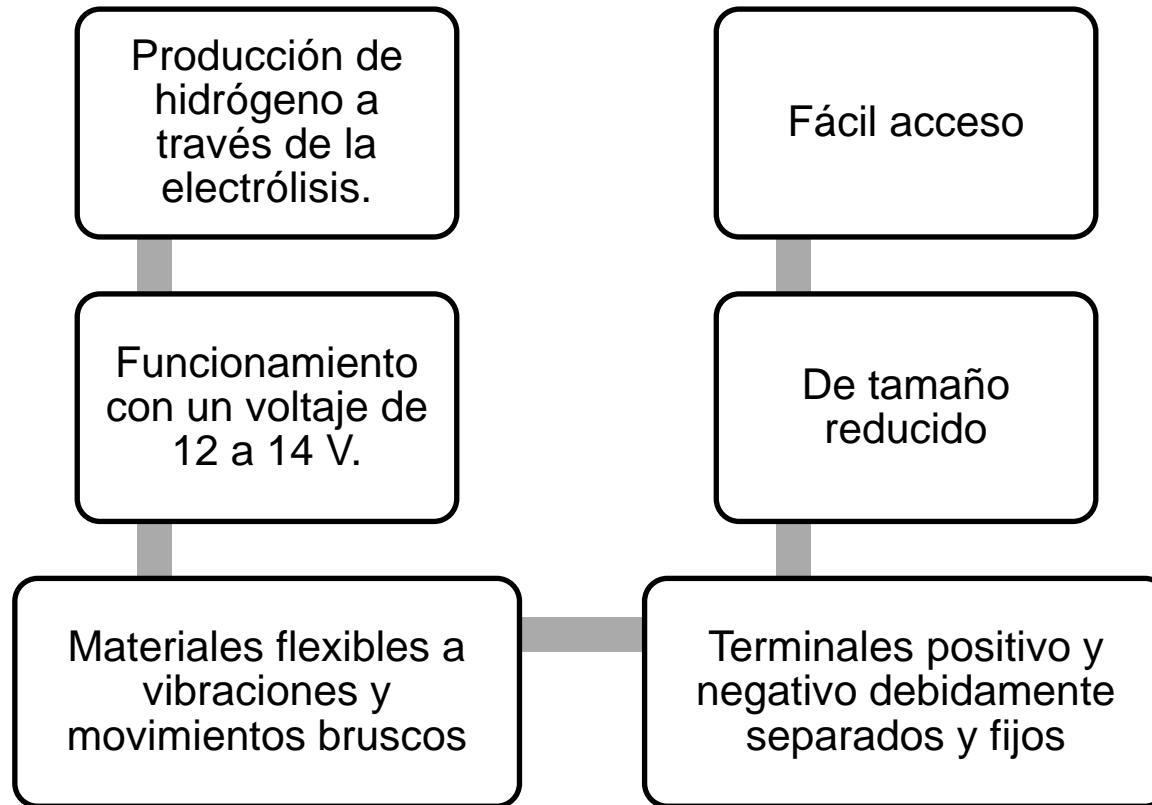 Producción de
hidrógeno a
través de la
electrólisis.
Funcionamiento
con un voltaje de
12 a 14 V.
Materiales flexibles a
vibraciones y
movimientos bruscos
Terminales positivo y
negativo debidamente
separados y fijos
De tamaño
reducido
Fácil acceso